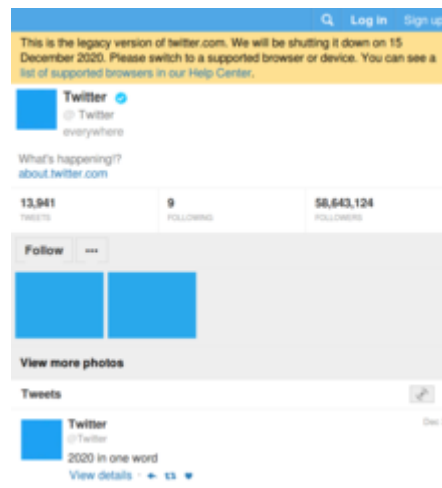 Log in Sign up
This is the legacy version of twitter.com. We will be shutting it down on 15
December 2020. Please switch to a supported browser or device. You can see a
list of supported browsers in our Help Center.
Twitter
@ Twitter
everywhere
What's happening!?
about.twitter.com
13,941 9 58,643,124
TWEETS FOLLOWING FOLLOWERS
Follow ···
View more photos
Tweets
Twitter Dec
@Twitter
2020 in one word
View details ·